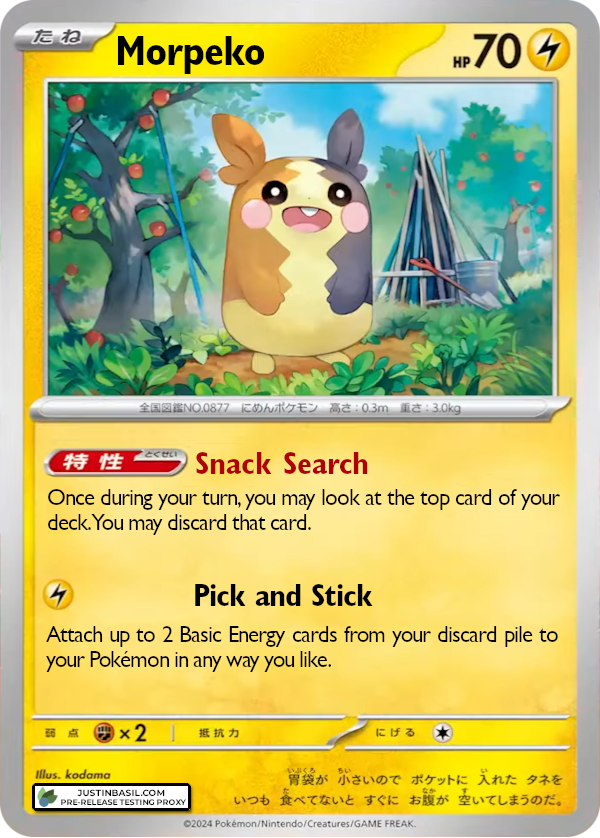 たね
Morpeko
HP 70
全国図鑑NO.0877 にめんポケモン 高さ:0.3m 重さ:3.0kg
特性 とくせい Snack Search
Once during your turn, you may look at the top card of your
deck. You may discard that card.
Pick and Stick
Attach up to 2 Basic Energy cards from your discard pile to
your Pokémon in any way you like.
弱点 ×2 抵抗力 にげる
Illus. kodama
胃袋が 小さいので ポケットに 入れた タネを
いつも 食べてないと すぐに お腹が 空いてしまうのだ。
JUSTINBASIL.COM
PRE-RELEASE TESTING PROXY
©2024 Pokémon/Nintendo/Creatures/GAME FREAK.